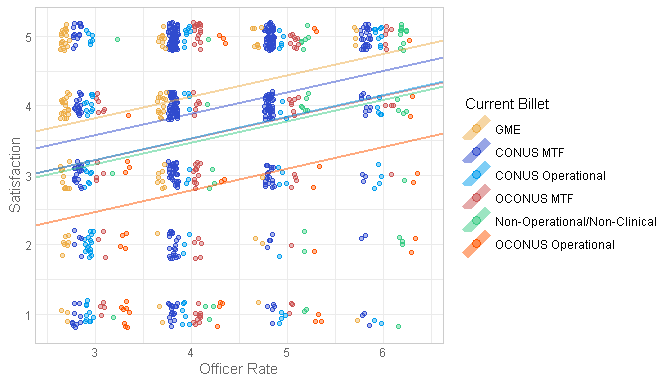 5
4
3
2
1
Satisfaction
3 4 5 6
Officer Rate
Current Billet
GME
CONUS MTF
CONUS Operational
OCONUS MTF
Non-Operational/Non-Clinical
OCONUS Operational